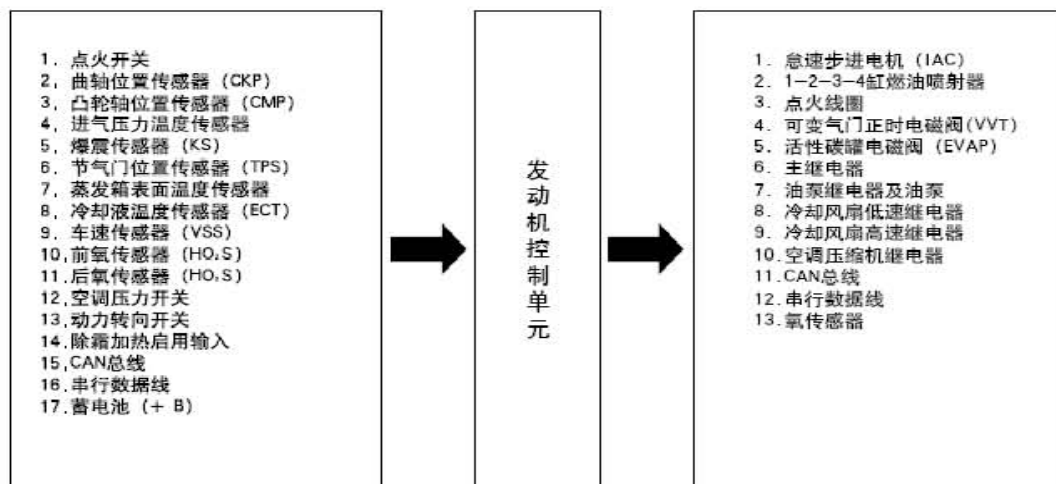 1. 点火开关
2, 曲轴位置传感器 (CKP)
3, 凸轮轴位置传感器 (CMP)
4, 进气压力温度传感器
5, 爆震传感器 (KS)
6. 节气门位置传感器 (TPS)
7, 蒸发箱表面温度传感器
8, 冷却液温度传感器 (ECT)
9. 车速传感器 (VSS)
10, 前氧传感器 (HO₂S)
11. 后氧传感器 (HO₂S)
12, 空调压力开关
13, 动力转向开关
14. 除霜加热启用输入
15, CAN总线
16. 串行数据线
17. 蓄电池 (+ B)
发
动
机
控
制
单
元
1. 怠速步进电机 (IAC)
2. 1-2-3-4缸燃油喷射器
3. 点火线圈
4. 可变气门正时电磁阀(VVT)
5. 活性碳罐电磁阀 (EVAP)
6. 主继电器
7. 油泵继电器及油泵
8. 冷却风扇低速继电器
9. 冷却风扇高速继电器
10. 空调压缩机继电器
11. CAN总线
12. 串行数据线
13. 氧传感器